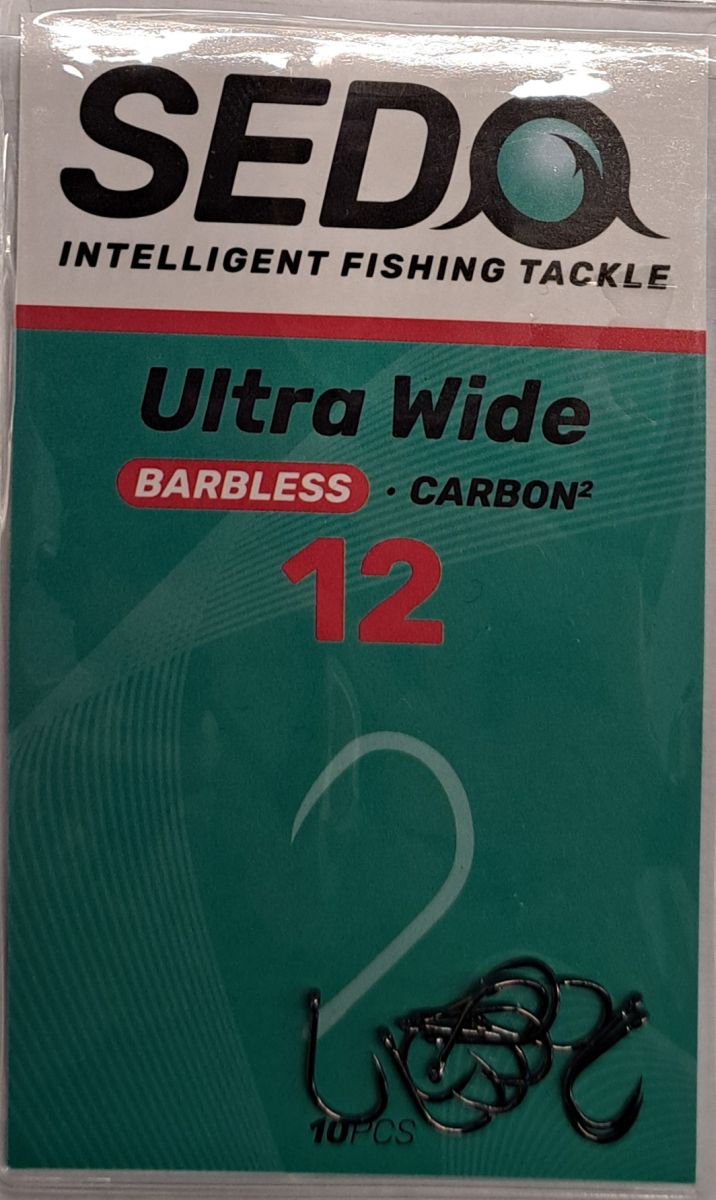 SEDO
INTELLIGENT FISHING TACKLE
Ultra Wide
BARBLESS · CARBON²
12
10PCS